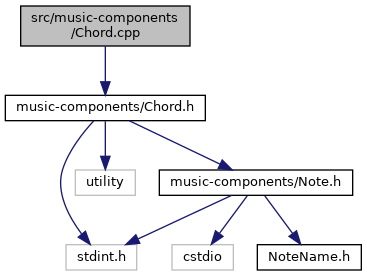 src/music-components
/Chord.cpp
music-components/Chord.h
utility
music-components/Note.h
stdint.h
cstdio
NoteName.h